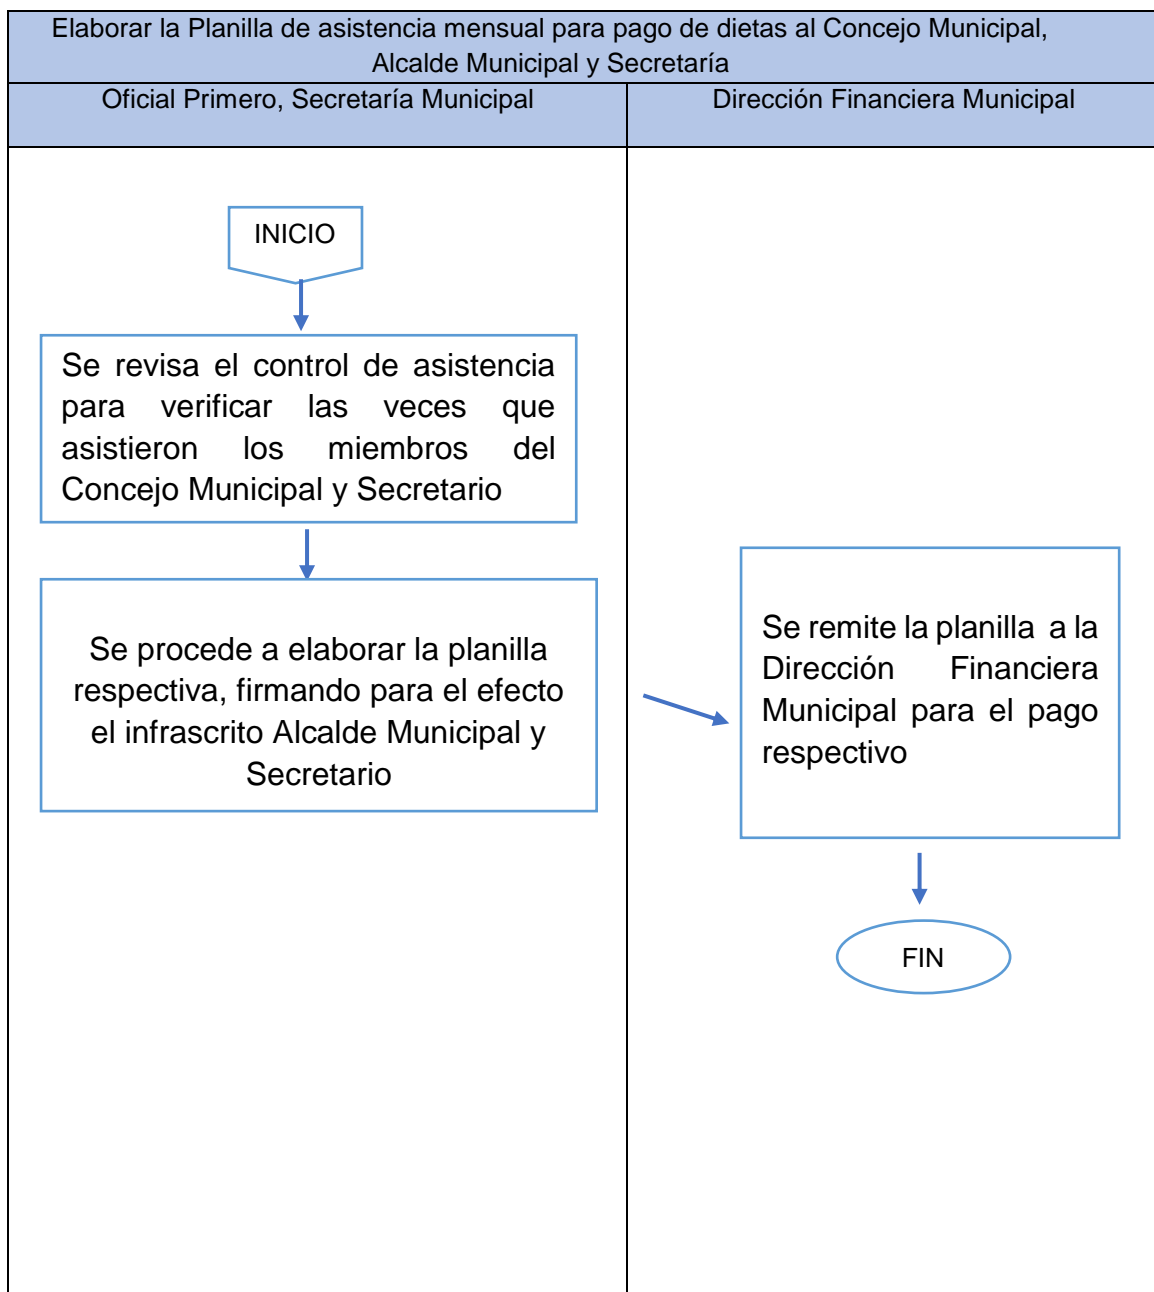 Elaborar la Planilla de asistencia mensual para pago de dietas al Concejo Municipal,
Alcalde Municipal y Secretaría
Oficial Primero, Secretaría Municipal
Dirección Financiera Municipal
INICIO
Se revisa el control de asistencia
para verificar las veces que
asistieron los miembros del
Concejo Municipal y Secretario
Se procede a elaborar la planilla
respectiva, firmando para el efecto
el infrascrito Alcalde Municipal y
Secretario
Se remite la planilla a la
Dirección Financiera
Municipal para el pago
respectivo
FIN